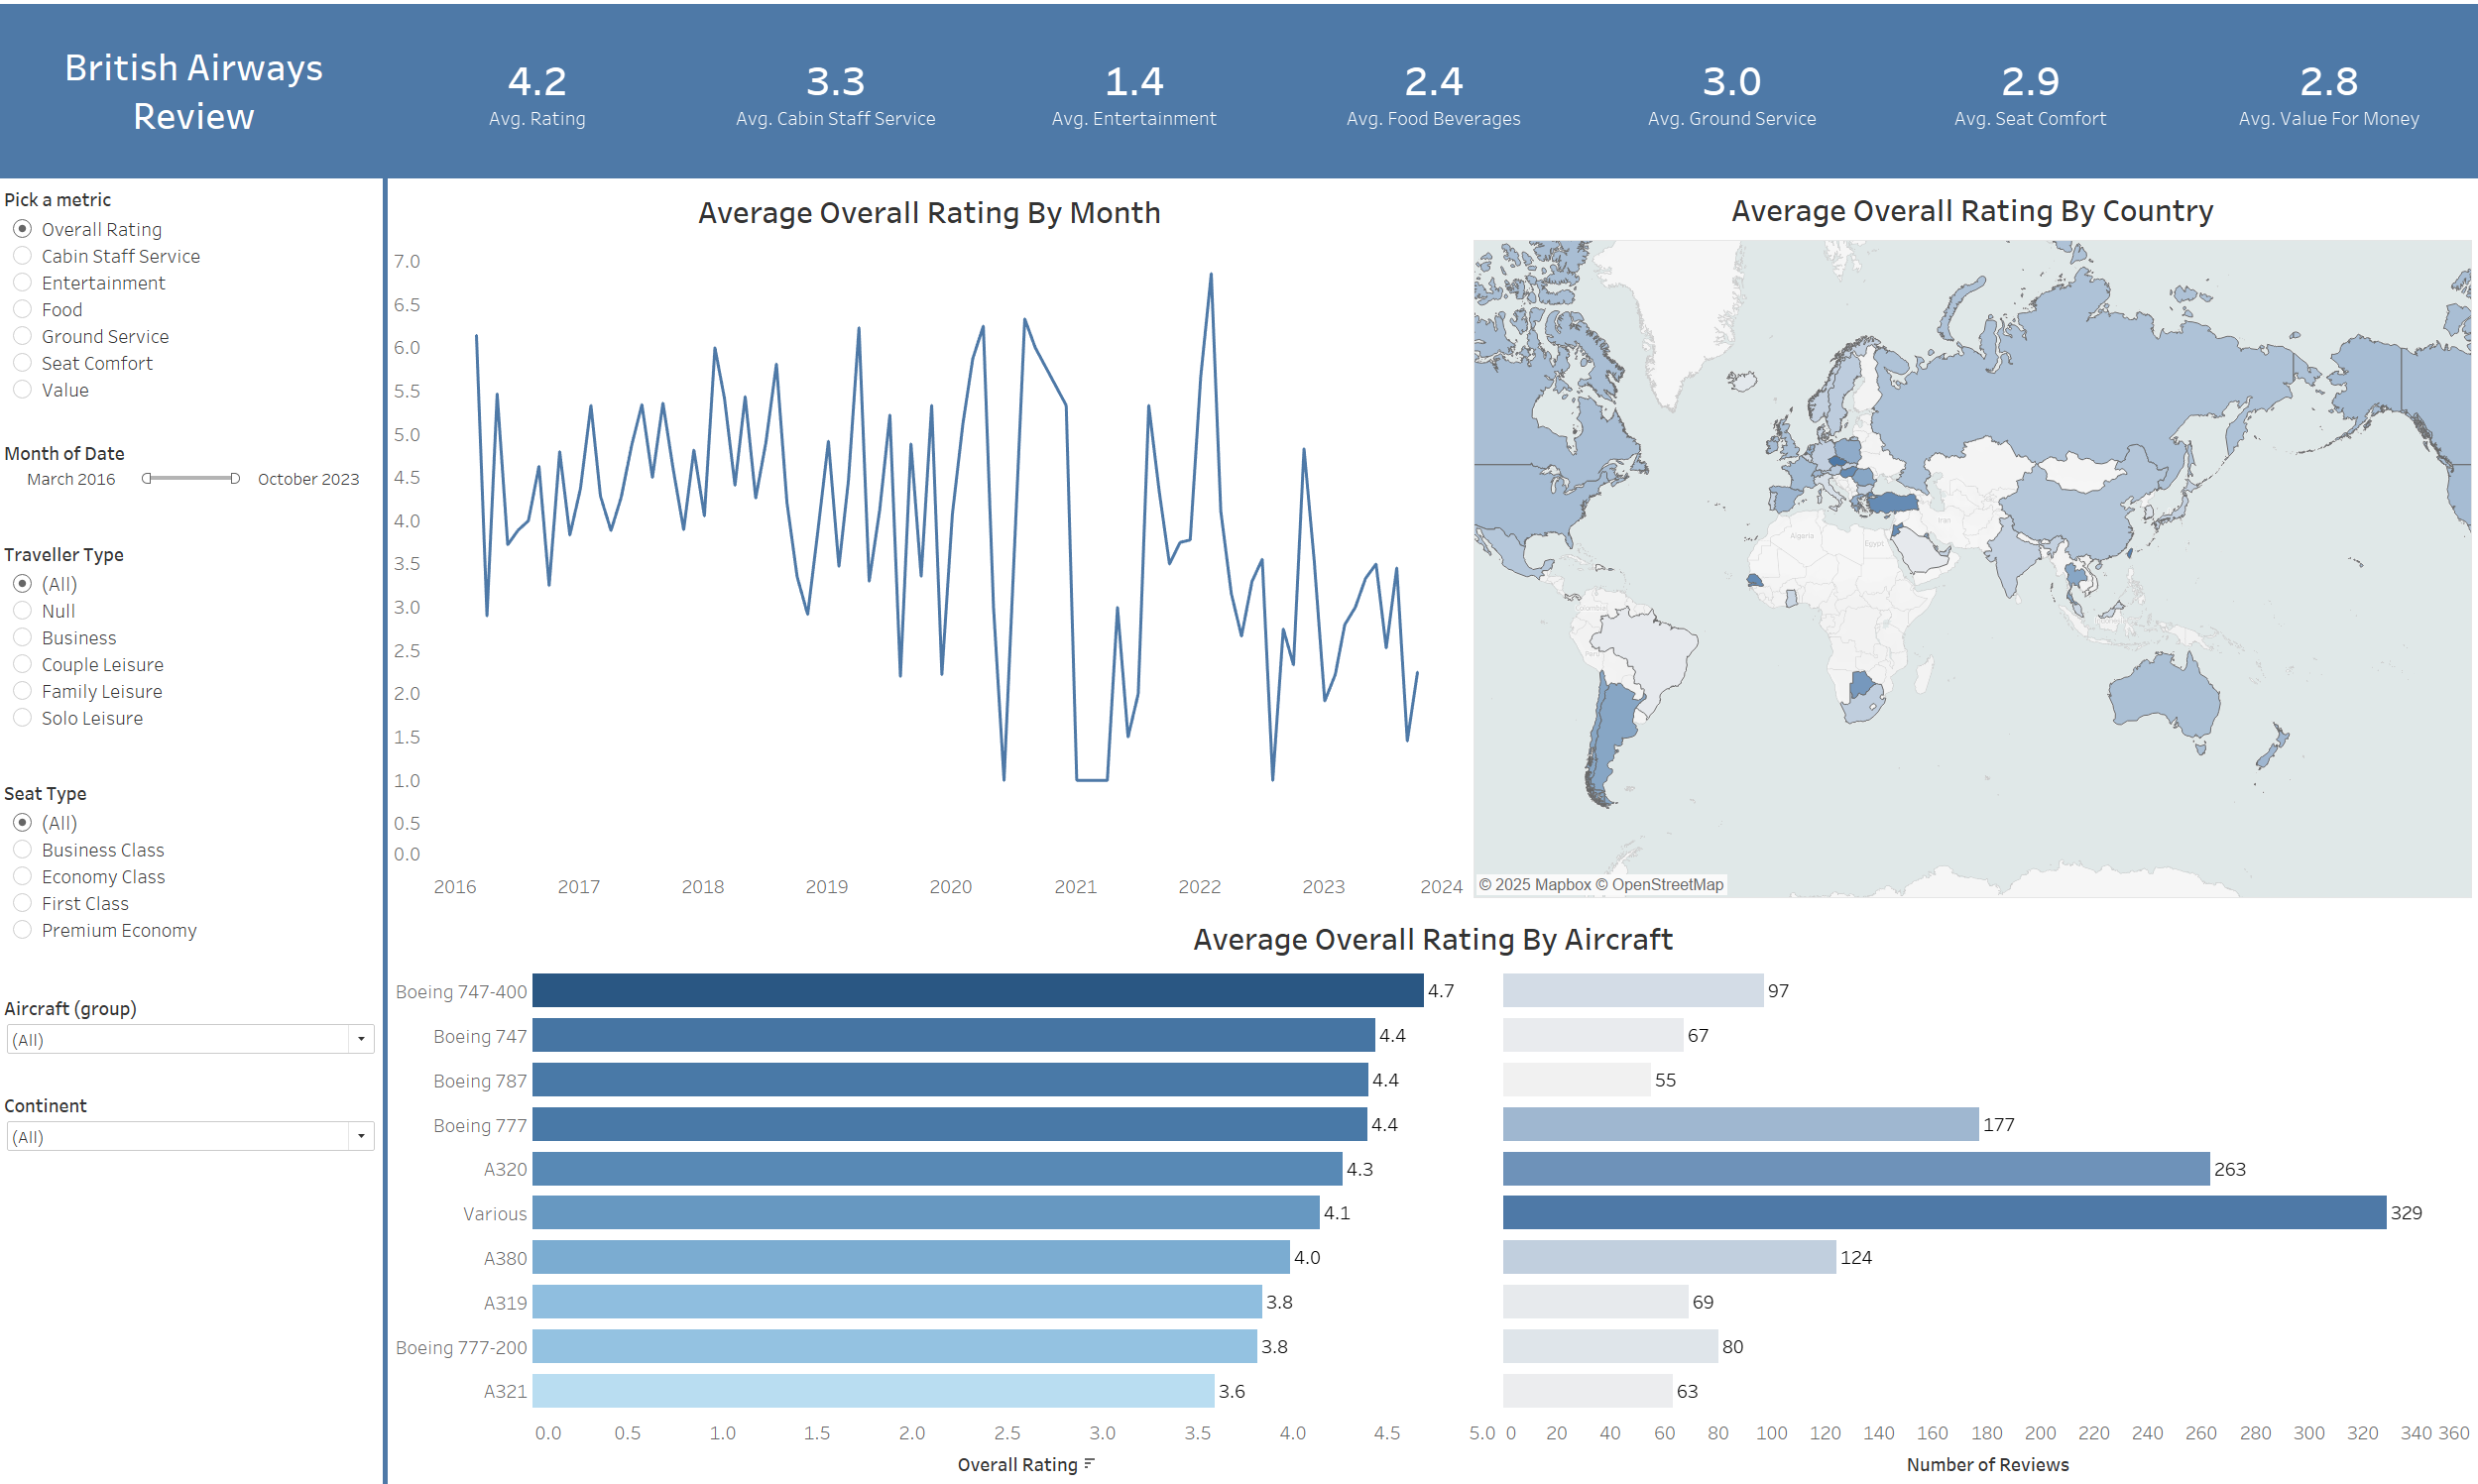 British Airways
Review
4.2
Avg. Rating
3.3
Avg. Cabin Staff Service
1.4
Avg. Entertainment
2.4
Avg. Food Beverages
3.0
Avg. Ground Service
2.9
Avg. Seat Comfort
2.8
Avg. Value For Money
Pick a metric
Overall Rating
Cabin Staff Service
Entertainment
Food
Ground Service
Seat Comfort
Value
Month of Date
March 2016 October 2023
Traveller Type
(All)
Null
Business
Couple Leisure
Family Leisure
Solo Leisure
Seat Type
(All)
Business Class
Economy Class
First Class
Premium Economy
Aircraft (group)
(All)
Continent
(All)
Average Overall Rating By Month
7.0
6.5
6.0
5.5
5.0
4.5
4.0
3.5
3.0
2.5
2.0
1.5
1.0
0.5
0.0
2016 2017 2018 2019 2020 2021 2022 2023 2024
Average Overall Rating By Country
Algeria
Egypt
Iran
© 2025 Mapbox © OpenStreetMap
Average Overall Rating By Aircraft
Boeing 747-400 4.7 97
Boeing 747 4.4 67
Boeing 787 4.4 55
Boeing 777 4.4 177
A320 4.3 263
Various 4.1 329
A380 4.0 124
A319 3.8 69
Boeing 777-200 3.8 80
A321 3.6 63
0.0 0.5 1.0 1.5 2.0 2.5 3.0 3.5 4.0 4.5 5.0
0 20 40 60 80 100 120 140 160 180 200 220 240 260 280 300 320 340 360
Overall Rating
Number of Reviews